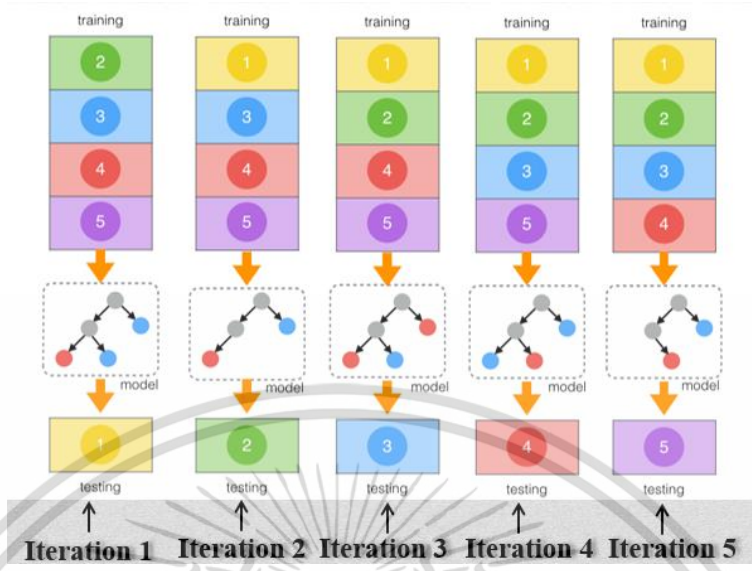 training training training training training
2 1 1 1 1
3 3 2 2 2
4 4 4 3 3
5 5 5 5 4
model model model model model
1 2 3 4 5
testing testing testing testing testing
Iteration 1 Iteration 2 Iteration 3 Iteration 4 Iteration 5